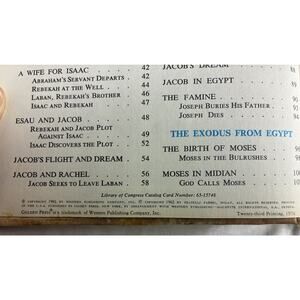 A WIFE FOR ISAAC 42
ABRAHAM'S SERVANT DEPARTS 42
REBEKAH AT THE WELL 44
LABAN, REBEKAH'S BROTHER 46
ISAAC AND REBEKAH 47
ESAU AND JACOB 48
REBEKAH AND JACOB PLOT
AGAINST ISAAC 49
ISAAC DISCOVERS THE PLOT 52
JACOB'S FLIGHT AND DREAM 54
JACOB AND RACHEL 56
JACOB SEEKS TO LEAVE LABAN 58
JACOB'S DREAM
JACOB IN EGYPT
THE FAMINE
JOSEPH BURIES HIS FATHER
JOSEPH DIES
THE EXODUS FROM EGYPT
THE BIRTH OF MOSES
MOSES IN THE BULRUSHES
MOSES IN MIDIAN
GOD CALLS MOSES
Library of Congress Catalog Card Number: 65-15746
GOLDEN PRESS is a trademark of Western Publishing Company, Inc.
Twenty-third Printing, 197